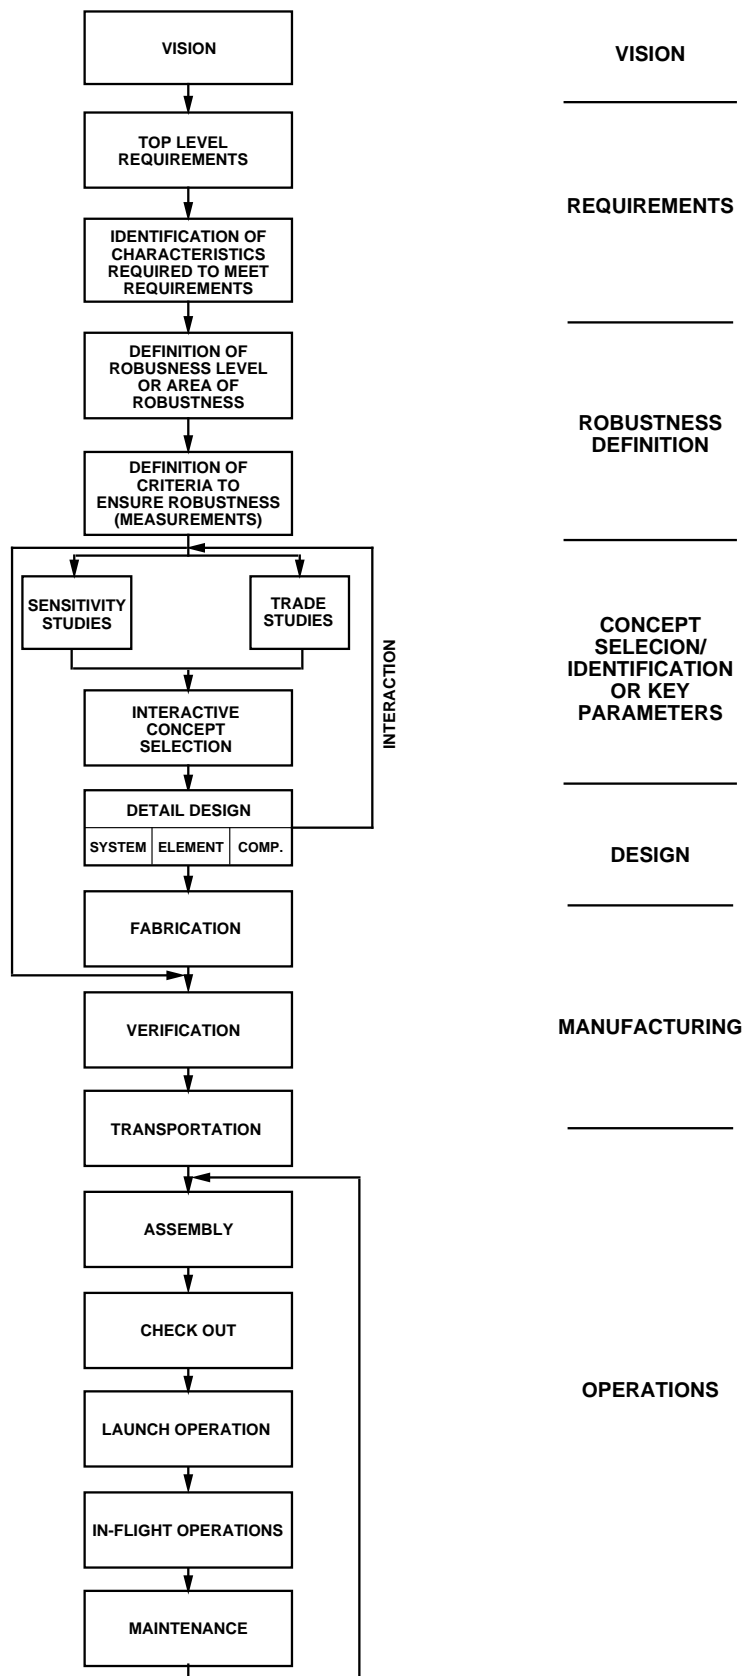 VISION
VISION
TOP LEVEL
REQUIREMENTS
REQUIREMENTS
IDENTIFICATION OF
CHARACTERISTICS
REQUIRED TO MEET
REQUIREMENTS
DEFINITION OF
ROBUSNESS LEVEL
OR AREA OF
ROBUSTNESS
ROBUSTNESS
DEFINITION
DEFINITION OF
CRITERIA TO
ENSURE ROBUSTNESS
(MEASUREMENTS)
SENSITIVITY
STUDIES
TRADE
STUDIES
INTERACTION
CONCEPT
SELECION/
IDENTIFICATION
OR KEY
PARAMETERS
INTERACTIVE
CONCEPT
SELECTION
DETAIL DESIGN
SYSTEM
ELEMENT
COMP.
DESIGN
FABRICATION
VERIFICATION
MANUFACTURING
TRANSPORTATION
ASSEMBLY
CHECK OUT
LAUNCH OPERATION
OPERATIONS
IN-FLIGHT OPERATIONS
MAINTENANCE